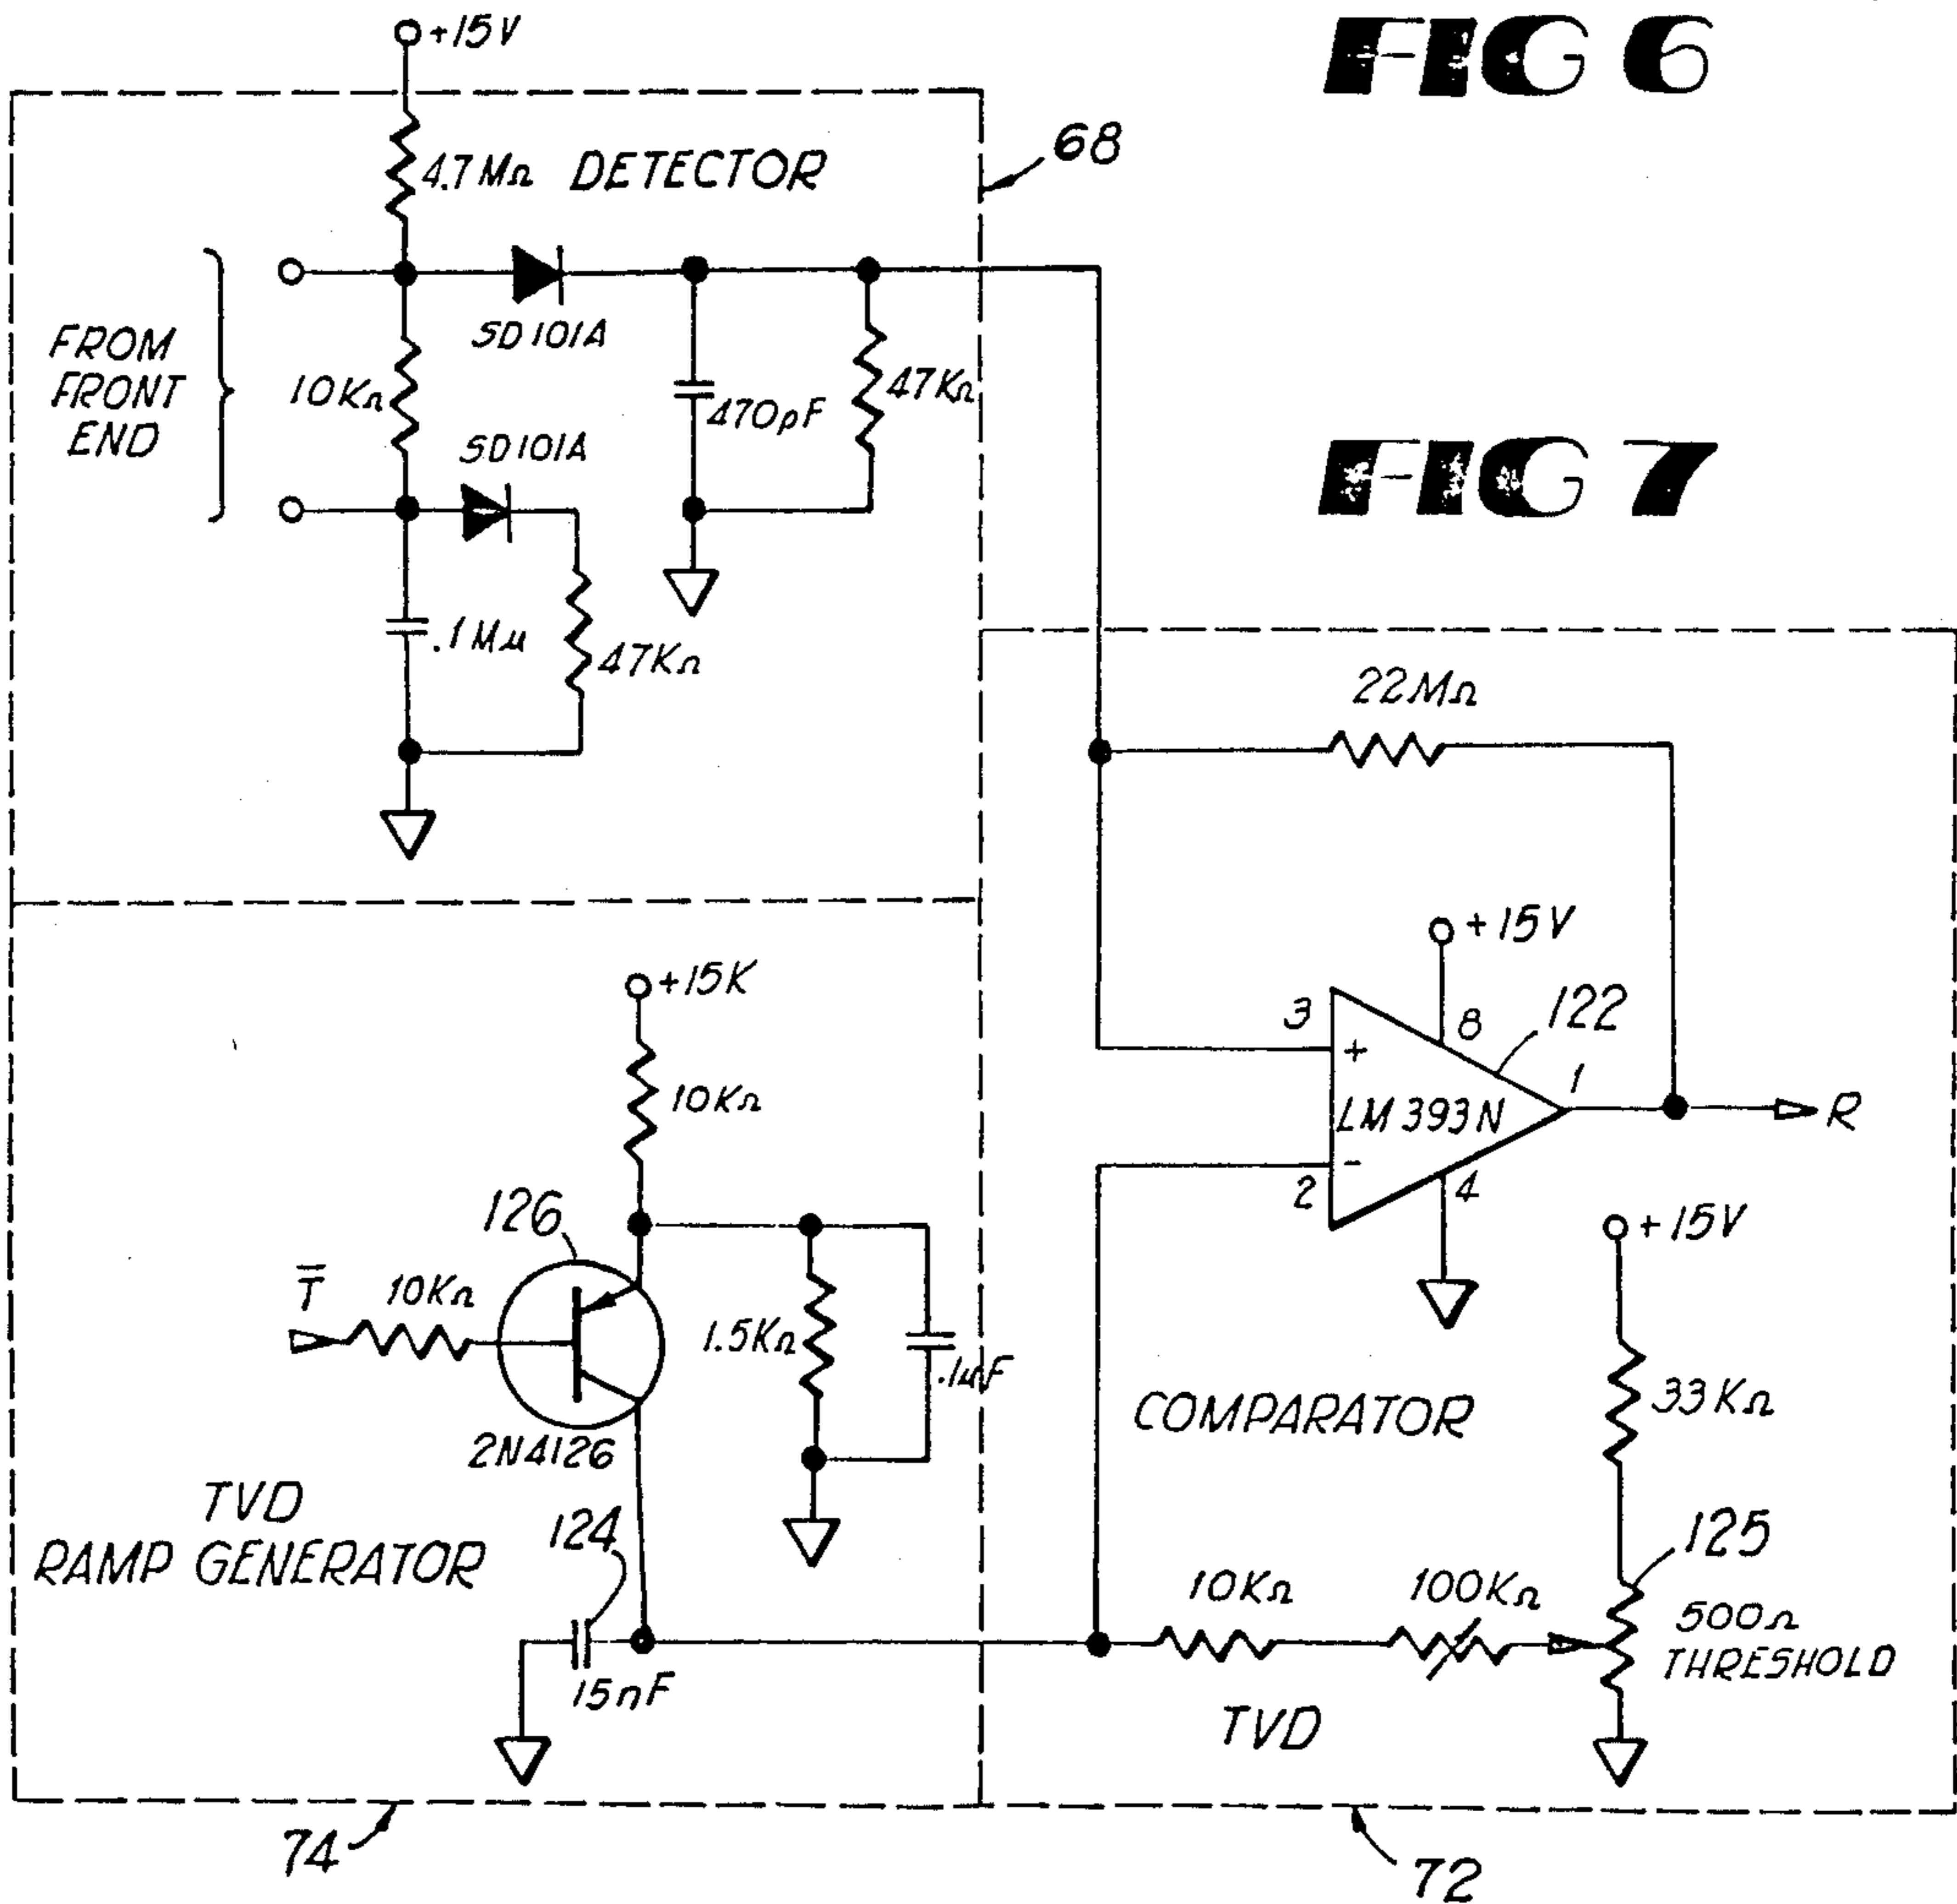 FIG 6
+15V
68
4.7MΩ DETECTOR
SD101A
FROM
FRONT
END
10KΩ
470pF
47KΩ
SD101A
FIG 7
.1Mµ
47KΩ
22MΩ
+15V
+15K
3
8
122
+
1
10KΩ
LM393N
R
-
2
4
126
+15V
T̅
10KΩ
1.5KΩ
.1µF
33KΩ
COMPARATOR
2N4126
TVD
RAMP GENERATOR
124
125
10KΩ
100KΩ
500Ω
THRESHOLD
15nF
TVD
74
72